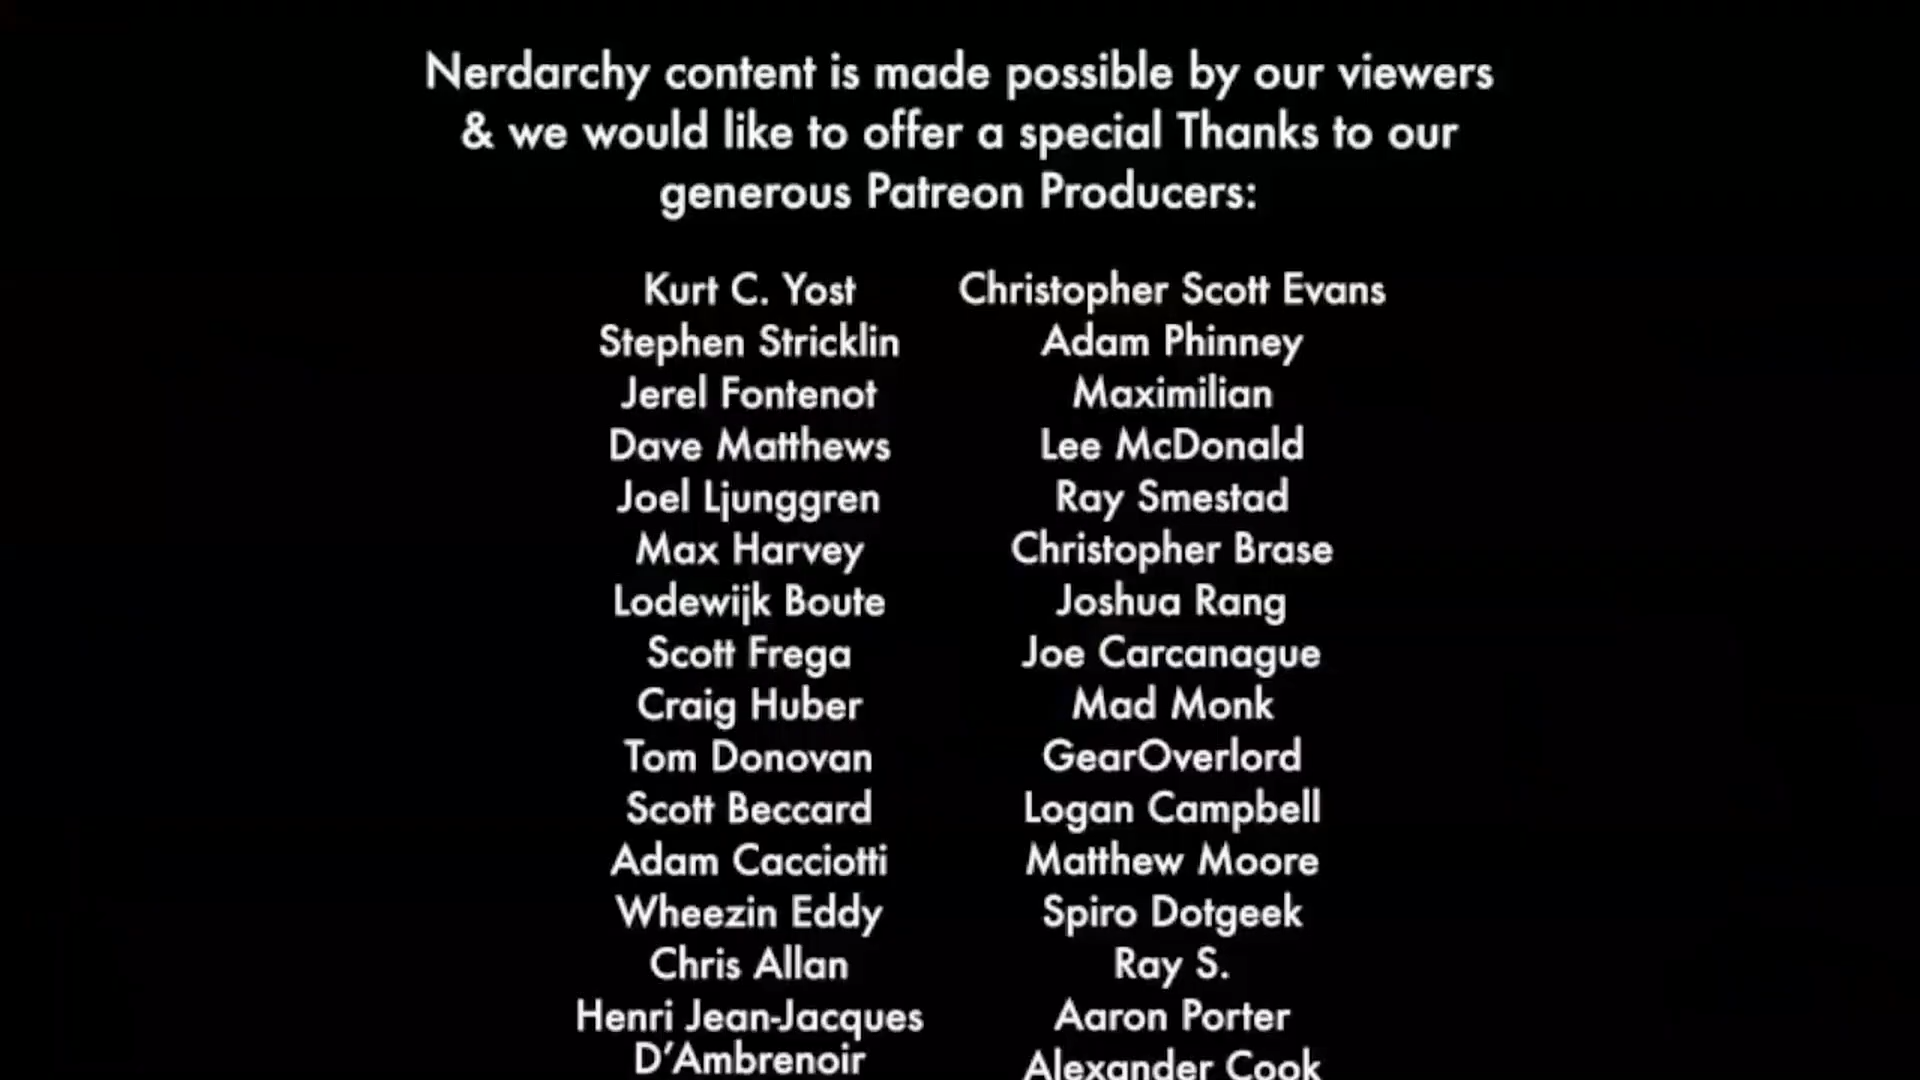 Nerdarchy content is made possible by our viewers
& we would like to offer a special Thanks to our
generous Patreon Producers:
Kurt C. Yost
Stephen Stricklin
Jerel Fontenot
Dave Matthews
Joel Ljunggren
Max Harvey
Lodewijk Boute
Scott Frega
Craig Huber
Tom Donovan
Scott Beccard
Adam Cacciotti
Wheezin Eddy
Chris Allan
Henri Jean-Jacques
D'Ambrenoir
Christopher Scott Evans
Adam Phinney
Maximilian
Lee McDonald
Ray Smestad
Christopher Brase
Joshua Rang
Joe Carcanague
Mad Monk
GearOverlord
Logan Campbell
Matthew Moore
Spiro Dotgeek
Ray S.
Aaron Porter
Alexander Cook